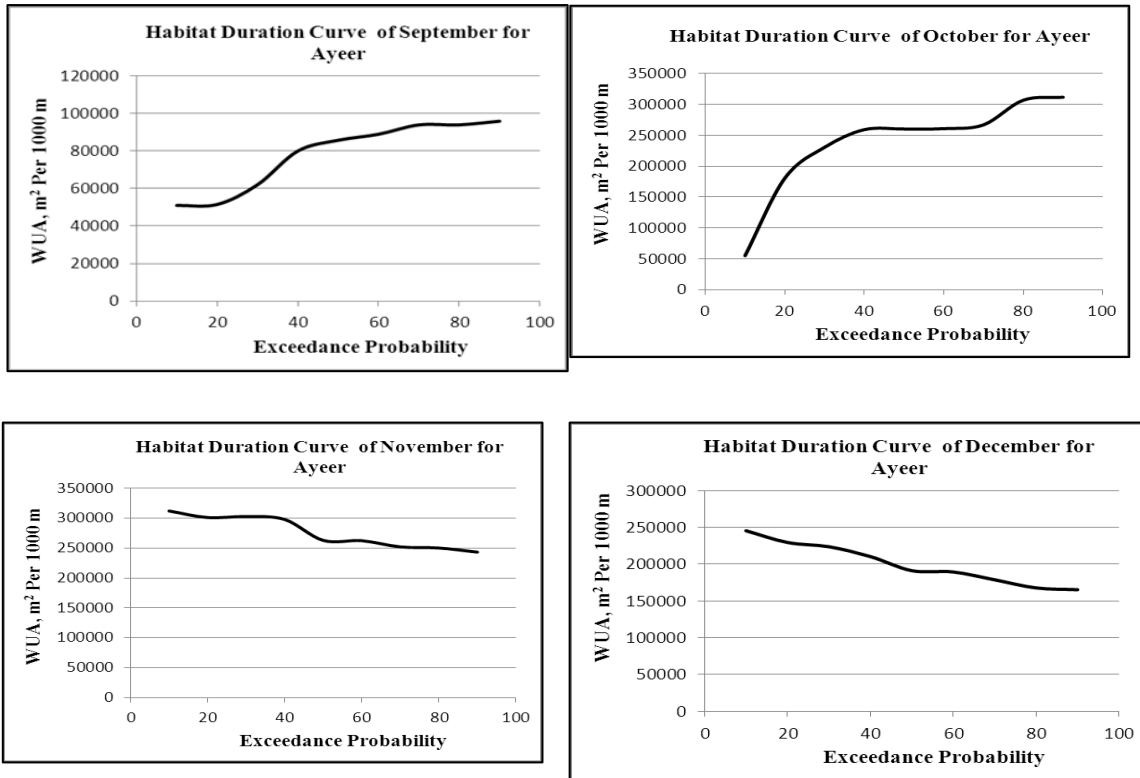 Habitat Duration Curve of September for
Ayeer
WUA, m² Per 1000 m
120000
100000
80000
60000
40000
20000
0
0 20 40 60 80 100
Exceedance Probability
Habitat Duration Curve of October for Ayeer
WUA, m² Per 1000 m
350000
300000
250000
200000
150000
100000
50000
0
0 20 40 60 80 100
Exceedance Probability
Habitat Duration Curve of November for
Ayeer
WUA, m² Per 1000 m
350000
300000
250000
200000
150000
100000
50000
0
0 20 40 60 80 100
Exceedance Probability
Habitat Duration Curve of December for
Ayeer
WUA, m² Per 1000 m
300000
250000
200000
150000
100000
50000
0
0 20 40 60 80 100
Exceedance Probability